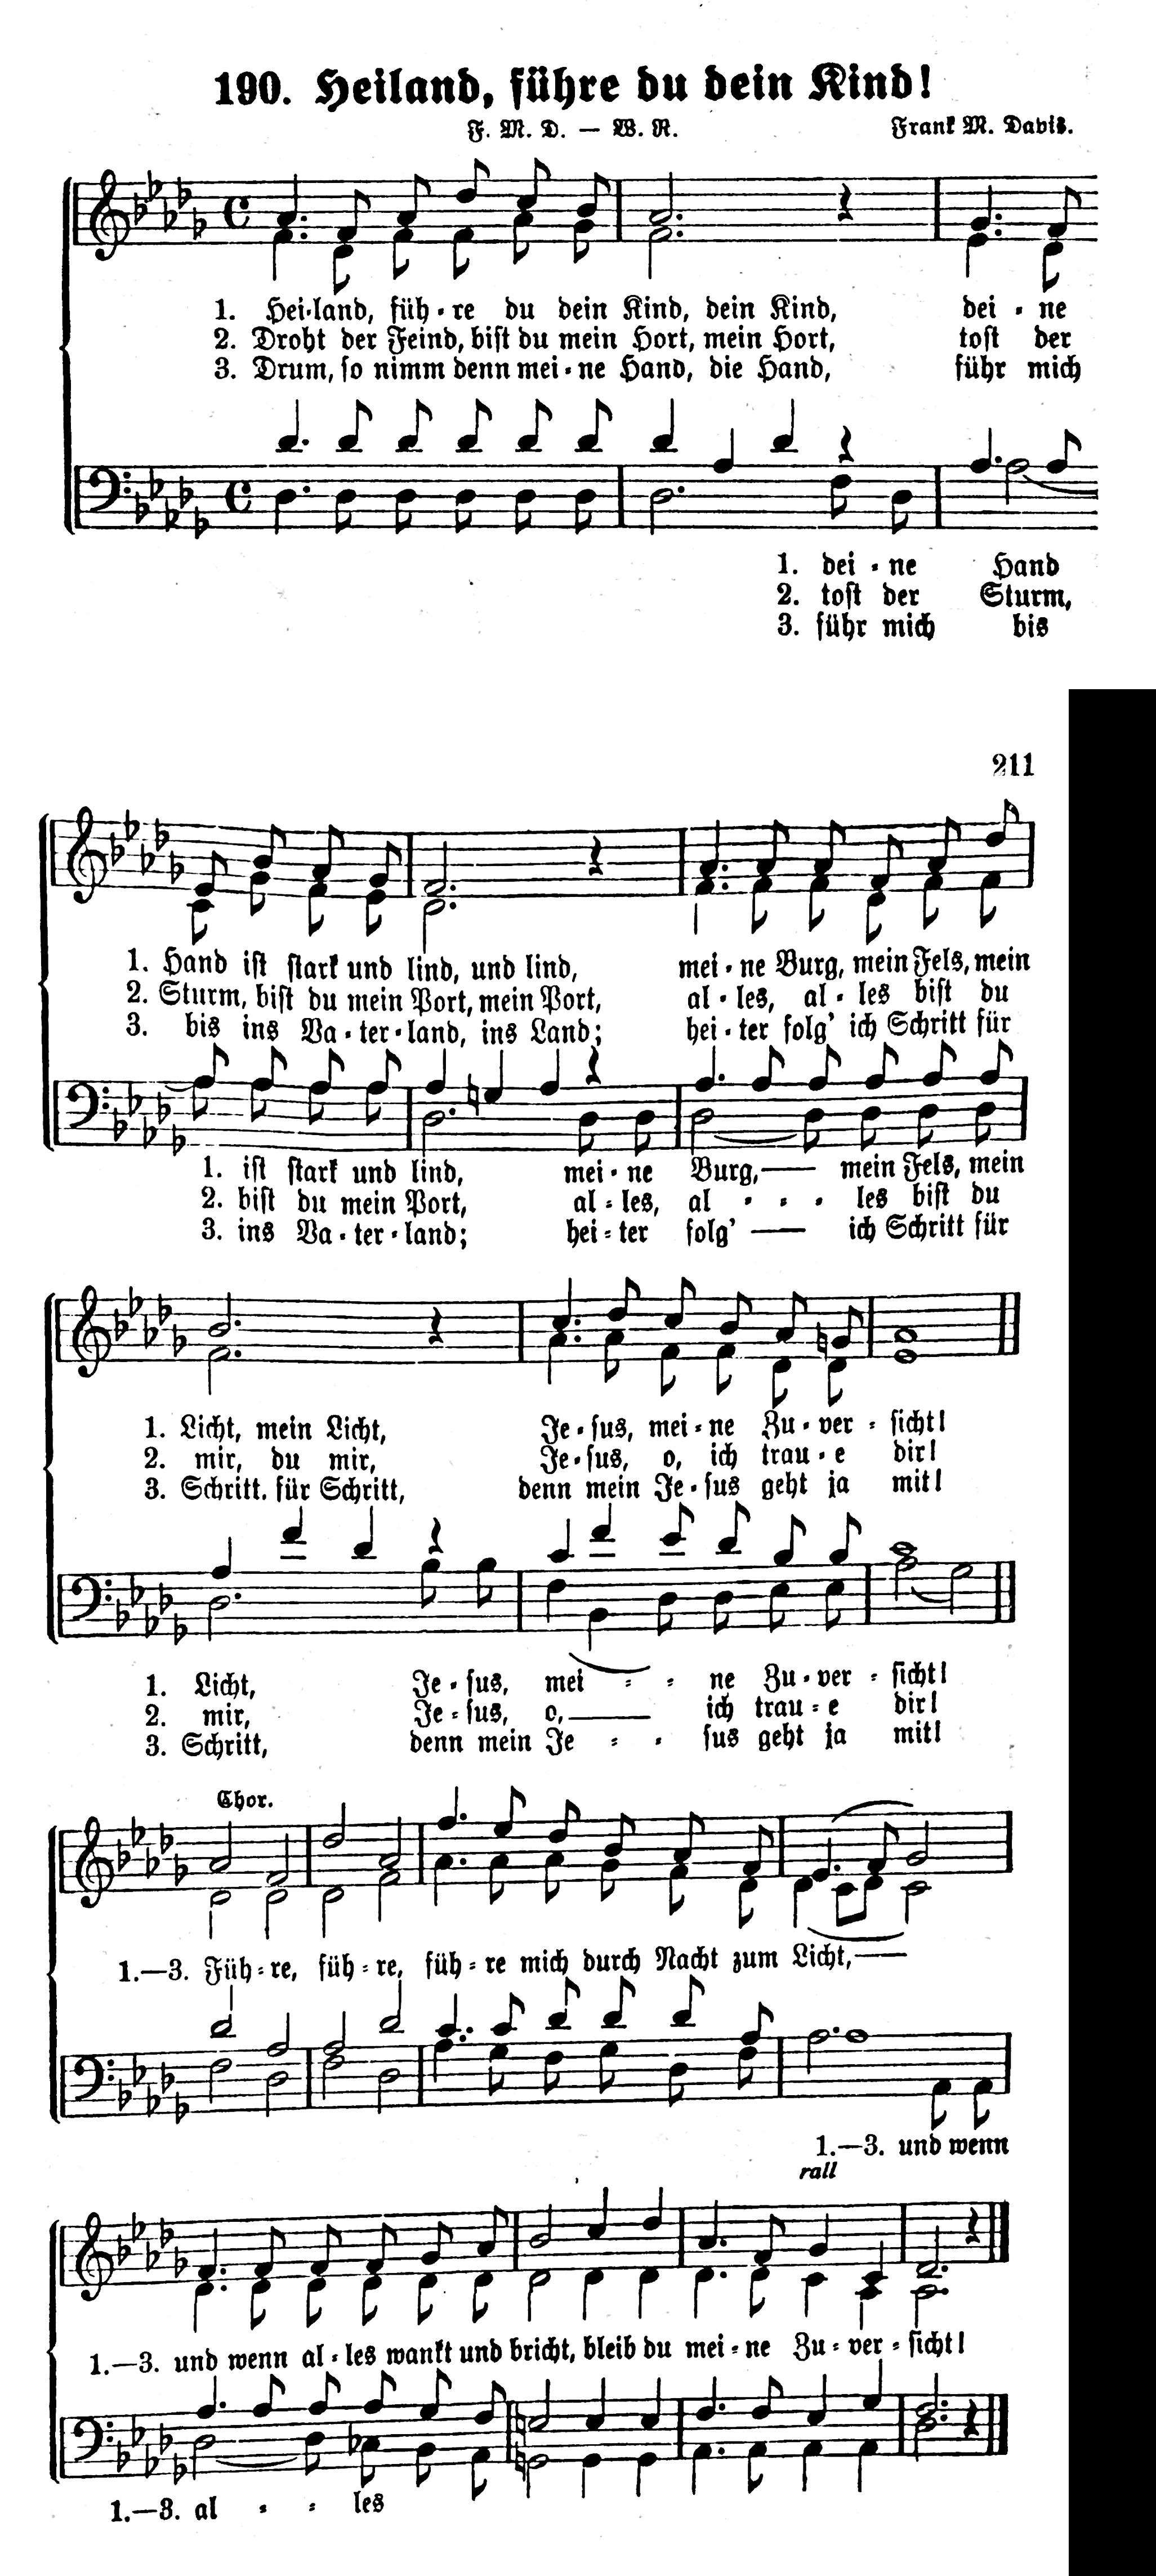 190. Heiland, führe du dein Kind!
F. M. D. — W. R.
Frank M. Davis.
1. Hei-land, füh-re du dein Kind, dein Kind, dei-ne
2. Droht der Feind, bist du mein Hort, mein Hort, tost der
3. Drum, so nimm denn mei-ne Hand, die Hand, führ mich
1. dei-ne Hand
2. tost der Sturm,
3. führ mich bis
211
1. Hand ist stark und lind, und lind, mei-ne Burg, mein Fels, mein
2. Sturm, bist du mein Port, mein Port, al-les, al-les bist du
3. bis ins Va-ter-land, ins Land; hei-ter folg' ich Schritt für
1. ist stark und lind, mei-ne Burg,— mein Fels, mein
2. bist du mein Port, al-les, al - - - les bist du
3. ins Va-ter-land; hei-ter folg' — ich Schritt für
1. Licht, mein Licht, Je-sus, mei-ne Zu-ver-sicht!
2. mir, du mir, Je-sus, o, ich trau-e dir!
3. Schritt. für Schritt, denn mein Je-sus geht ja mit!
1. Licht, Je-sus, mei - - ne Zu-ver-sicht!
2. mir, Je-sus, o,— ich trau-e dir!
3. Schritt, denn mein Je - - sus geht ja mit!
Chor.
1.—3. Füh-re, füh-re, füh-re mich durch Nacht zum Licht,—
1.—3. und wenn
rall
1.—3. und wenn al-les wankt und bricht, bleib du mei-ne Zu-ver-sicht!
1.—3. al - - les